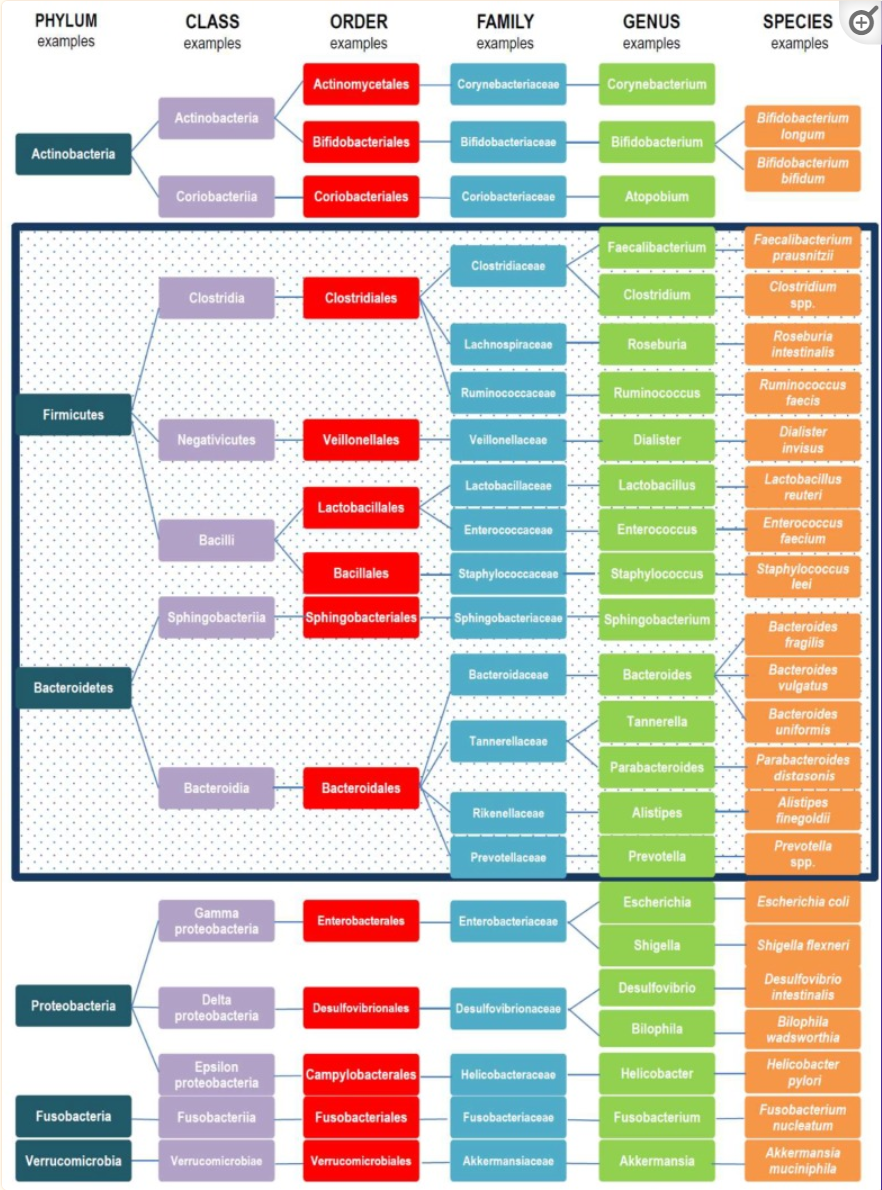 PHYLUM
examples
CLASS
examples
ORDER
examples
FAMILY
examples
GENUS
examples
SPECIES
examples
Actinobacteria
Actinobacteria
Actinomycetales
Corynebacteriaceae
Corynebacterium
Bifidobacteriales
Bifidobacteriaceae
Bifidobacterium
Bifidobacterium
longum
Bifidobacterium
bifidum
Coriobacteriia
Coriobacteriales
Coriobacteriaceae
Atopobium
Firmicutes
Clostridia
Clostridiales
Clostridiaceae
Faecalibacterium
Faecalibacterium
prausnitzii
Clostridium
Clostridium
spp.
Lachnospiraceae
Roseburia
Roseburia
intestinalis
Ruminococcaceae
Ruminococcus
Ruminococcus
faecis
Negativicutes
Veillonellales
Veillonellaceae
Dialister
Dialister
invisus
Bacilli
Lactobacillales
Lactobacillaceae
Lactobacillus
Lactobacillus
reuteri
Enterococcaceae
Enterococcus
Enterococcus
faecium
Bacillales
Staphylococcaceae
Staphylococcus
Staphylococcus
leei
Bacteroidetes
Sphingobacteriia
Sphingobacteriales
Sphingobacteriaceae
Sphingobacterium
Bacteroidia
Bacteroidales
Bacteroidaceae
Bacteroides
Bacteroides
fragilis
Bacteroides
vulgatus
Bacteroides
uniformis
Tannerellaceae
Tannerella
Parabacteroides
Parabacteroides
distasonis
Rikenellaceae
Alistipes
Alistipes
finegoldii
Prevotellaceae
Prevotella
Prevotella
spp.
Proteobacteria
Gamma
proteobacteria
Enterobacterales
Enterobacteriaceae
Escherichia
Escherichia coli
Shigella
Shigella flexneri
Delta
proteobacteria
Desulfovibrionales
Desulfovibrionaceae
Desulfovibrio
Desulfovibrio
intestinalis
Bilophila
Bilophila
wadsworthia
Epsilon
proteobacteria
Campylobacterales
Helicobacteraceae
Helicobacter
Helicobacter
pylori
Fusobacteria
Fusobacteriia
Fusobacteriales
Fusobacteriaceae
Fusobacterium
Fusobacterium
nucleatum
Verrucomicrobia
Verrucomicrobiae
Verrucomicrobiales
Akkermansiaceae
Akkermansia
Akkermansia
muciniphila